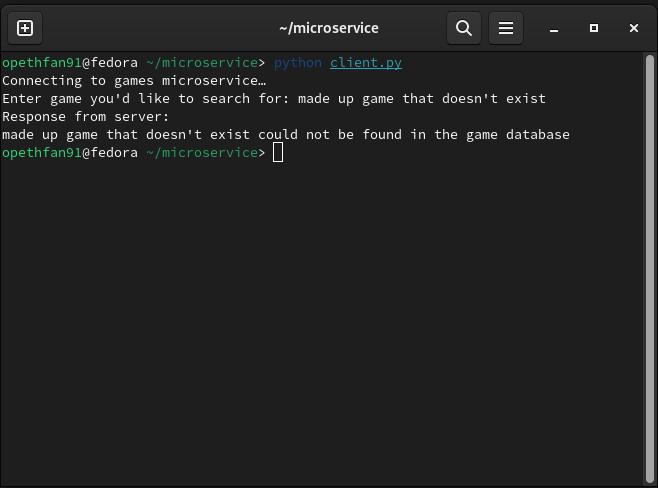 ~/microservice
opethfan91@fedora ~/microservice> python client.py
Connecting to games microservice…
Enter game you'd like to search for: made up game that doesn't exist
Response from server:
made up game that doesn't exist could not be found in the game database
opethfan91@fedora ~/microservice>